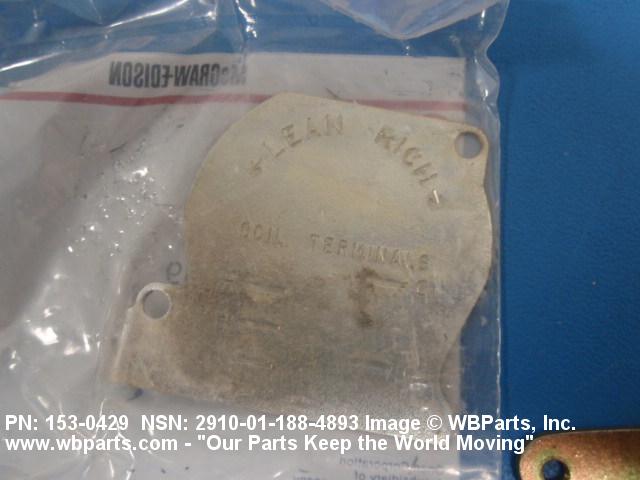 McGRAW-EDISON
LEAN RICH
COIL TERMINALS
PN: 153-0429 NSN: 2910-01-188-4893 Image © WBParts, Inc.
www.wbparts.com - "Our Parts Keep the World Moving"
Corporation